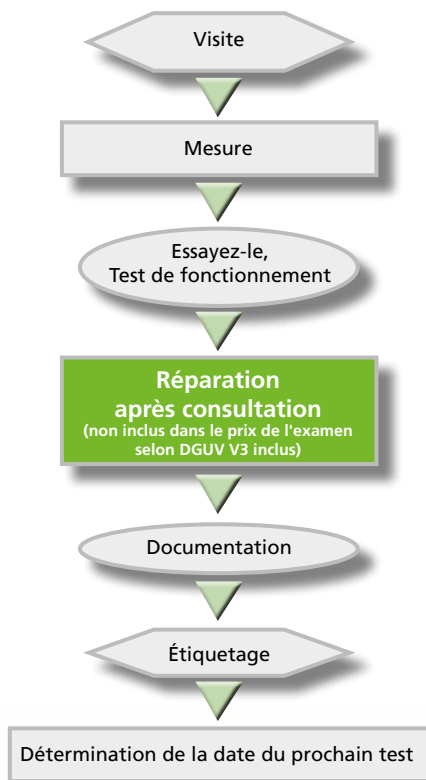 Visite
Mesure
Essayez-le,
Test de fonctionnement
Réparation
après consultation
(non inclus dans le prix de l'examen
selon DGUV V3 inclus)
Documentation
Étiquetage
Détermination de la date du prochain test